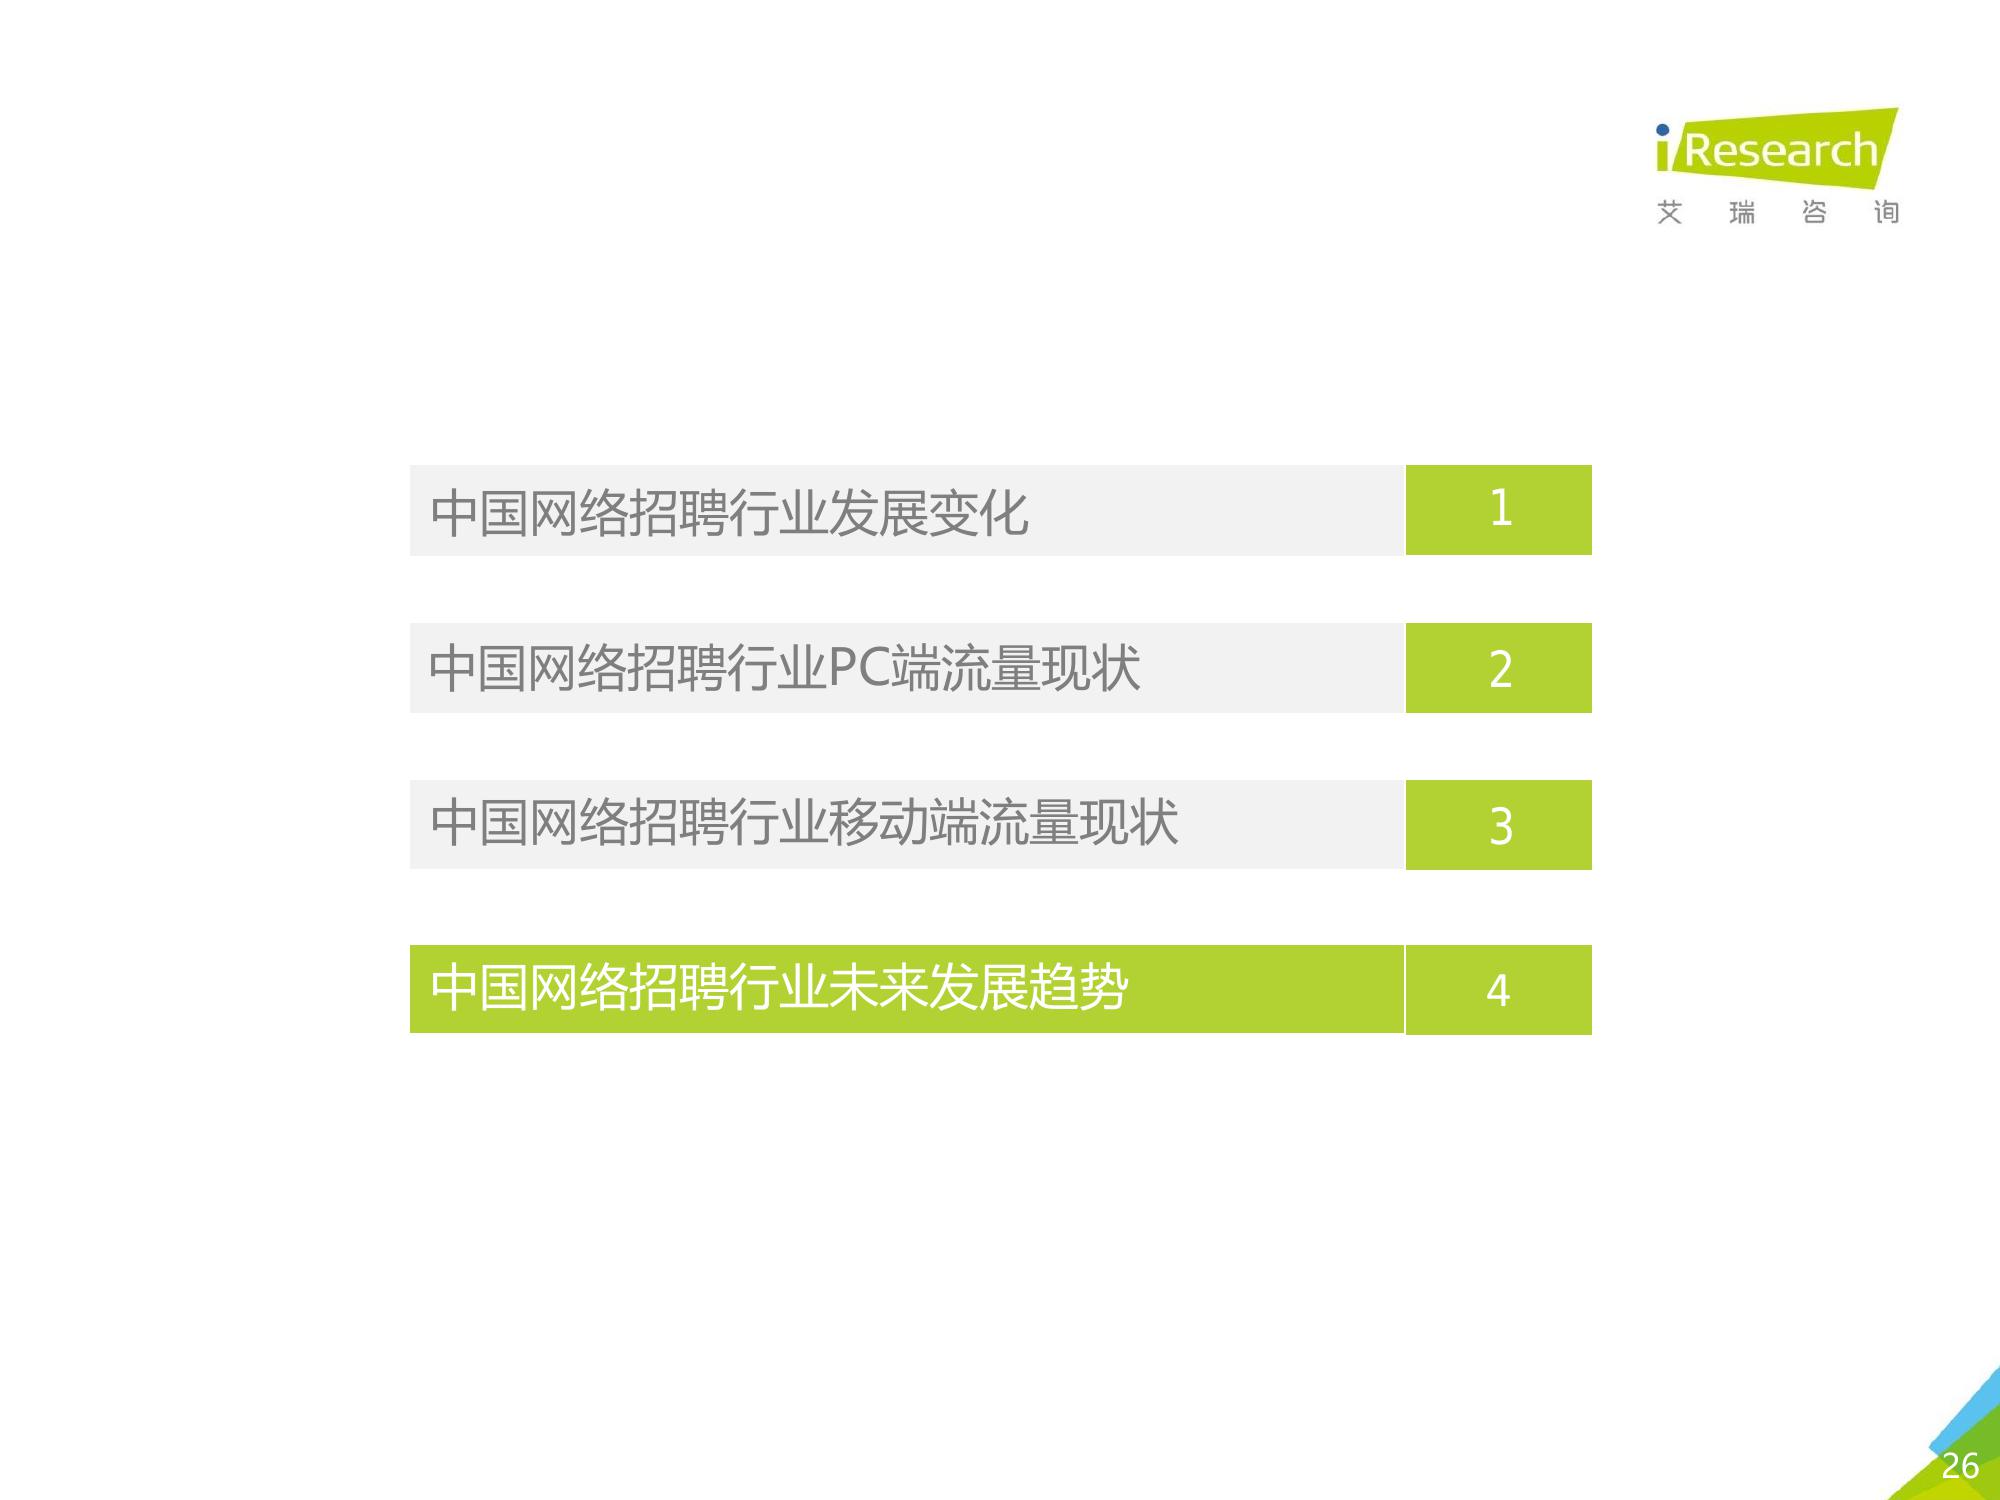 iResearch
艾瑞咨询
中国网络招聘行业发展变化 1
中国网络招聘行业PC端流量现状 2
中国网络招聘行业移动端流量现状 3
中国网络招聘行业未来发展趋势 4
26